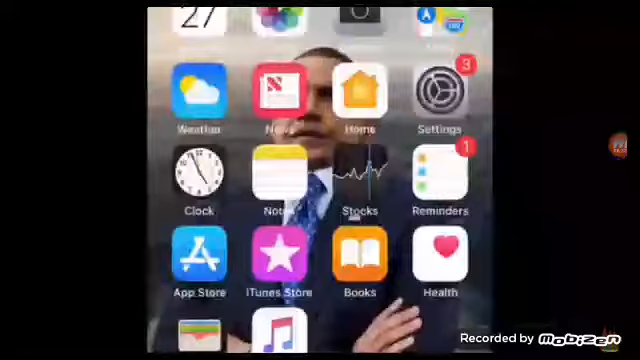 27
3
Weather News Home Settings
1
Clock Notes Stocks Reminders
App Store iTunes Store Books Health
Recorded by MOBIZEN